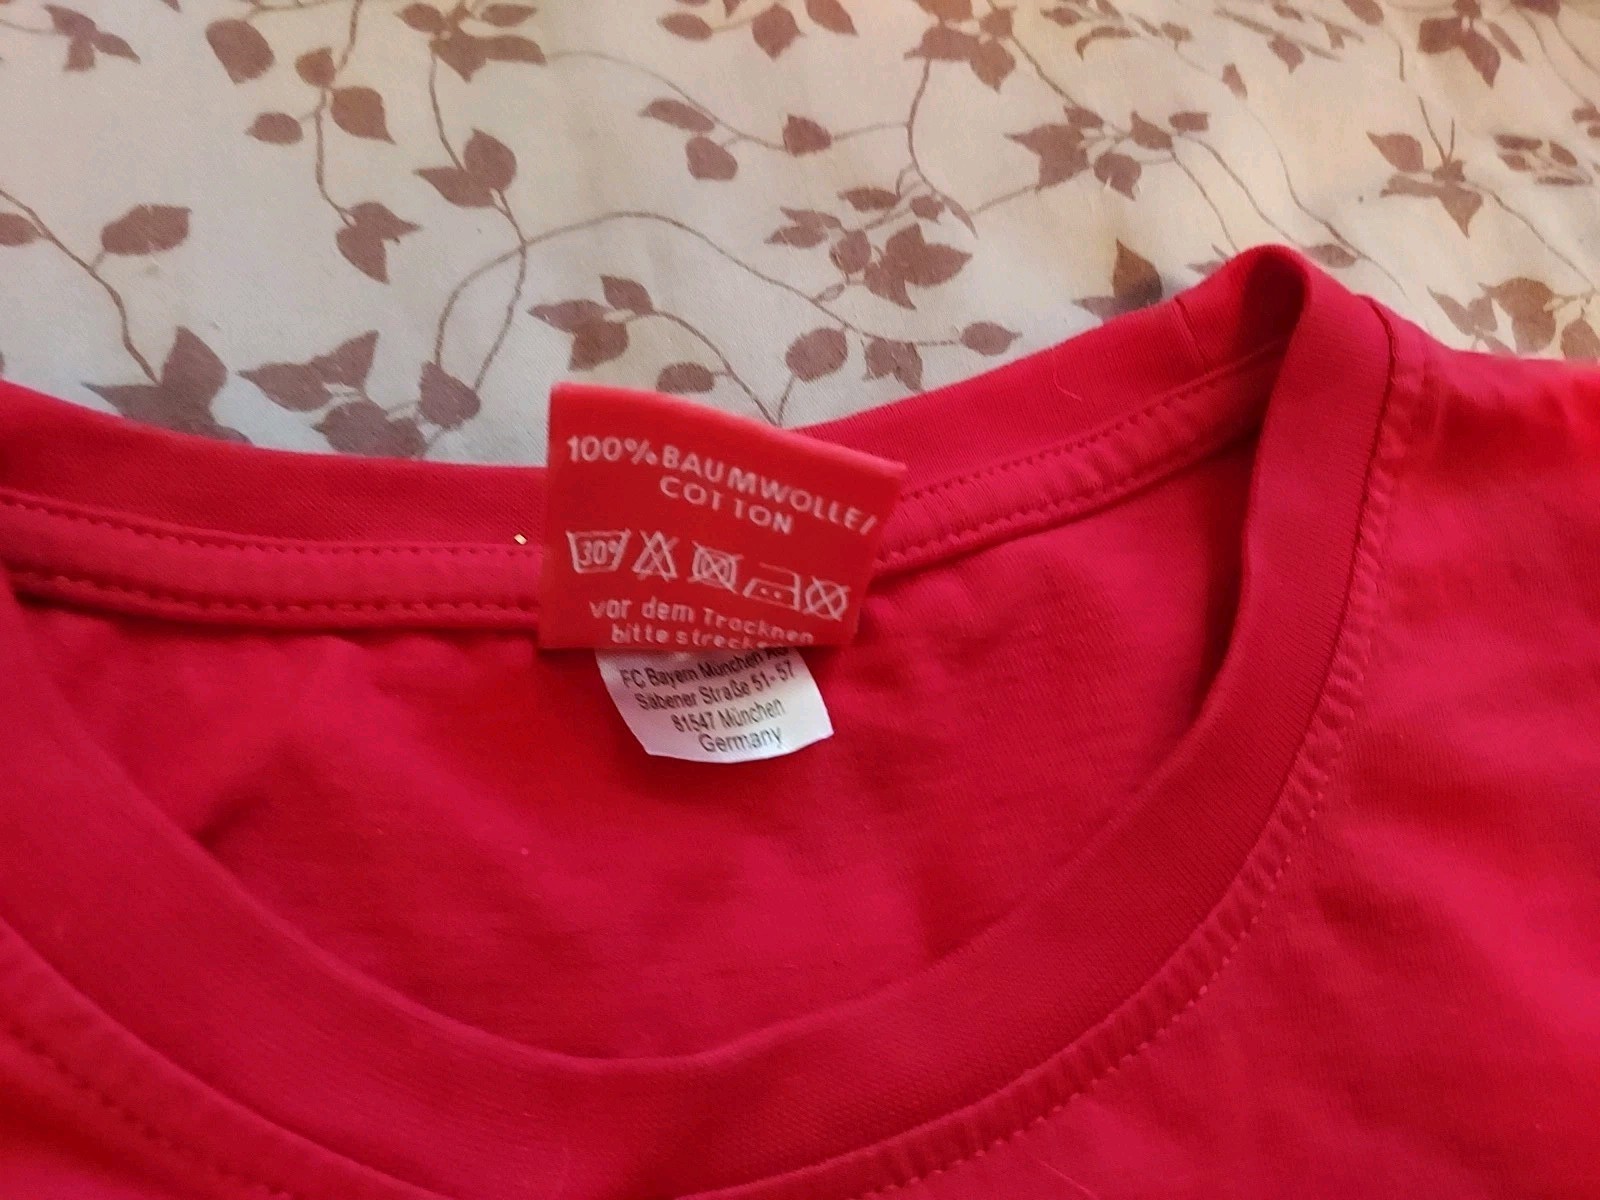 100% BAUMWOLLE/
COTTON
30°
vor dem Trocknen
bitte
FC Bayern München AG
Säbener Straße 51-57
81547 München
Germany